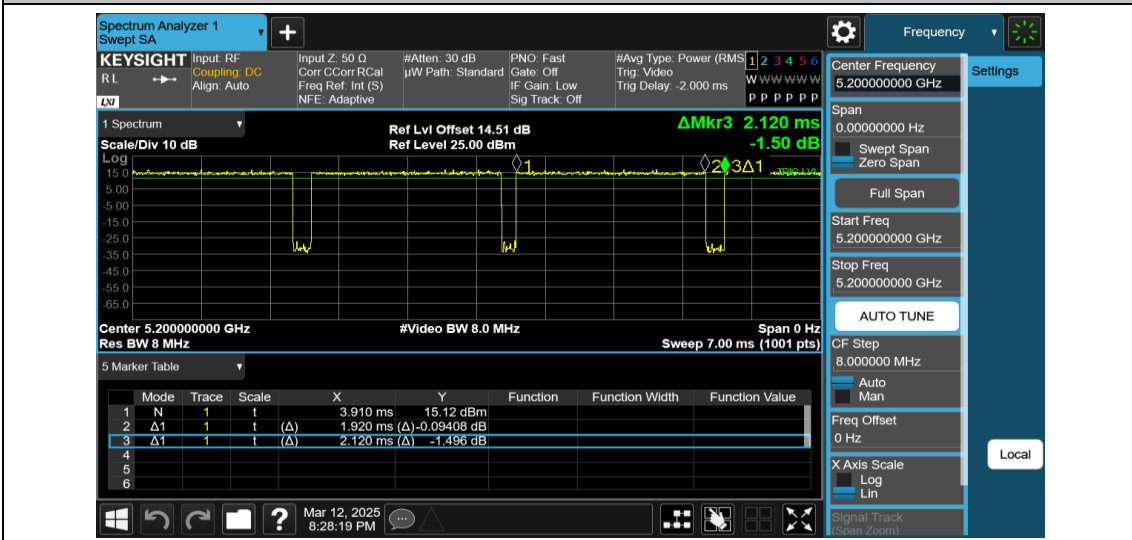 Spectrum Analyzer 1
Swept SA
Frequency
KEYSIGHT
RL
LXI
Input: RF
Coupling: DC
Align: Auto
Input Z: 50 Ω
Corr CCorr RCal
Freq Ref: Int (S)
NFE: Adaptive
#Atten: 30 dB
µW Path: Standard
PNO: Fast
Gate: Off
IF Gain: Low
Sig Track: Off
#Avg Type: Power (RMS
Trig: Video
Trig Delay: -2.000 ms
1 2 3 4 5 6
W W W W W W
P P P P P P
1 Spectrum
Scale/Div 10 dB
Ref Lvl Offset 14.51 dB
Ref Level 25.00 dBm
ΔMkr3 2.120 ms
-1.50 dB
Log
15.0
5.00
-5.00
-15.0
-25.0
-35.0
-45.0
-55.0
-65.0
1
2 3Δ1
TRIG LVL
Center 5.200000000 GHz
#Video BW 8.0 MHz
Span 0 Hz
Res BW 8 MHz
Sweep 7.00 ms (1001 pts)
5 Marker Table
Mode Trace Scale X Y Function Function Width Function Value
1 N 1 t 3.910 ms 15.12 dBm
2 Δ1 1 t (Δ) 1.920 ms (Δ) -0.09408 dB
3 Δ1 1 t (Δ) 2.120 ms (Δ) -1.496 dB
4
5
6
Mar 12, 2025
8:28:19 PM
Center Frequency
5.200000000 GHz
Span
0.00000000 Hz
Swept Span
Zero Span
Full Span
Start Freq
5.200000000 GHz
Stop Freq
5.200000000 GHz
AUTO TUNE
CF Step
8.000000 MHz
Auto
Man
Freq Offset
0 Hz
X Axis Scale
Log
Lin
Signal Track
(Span Zoom)
Settings
Local